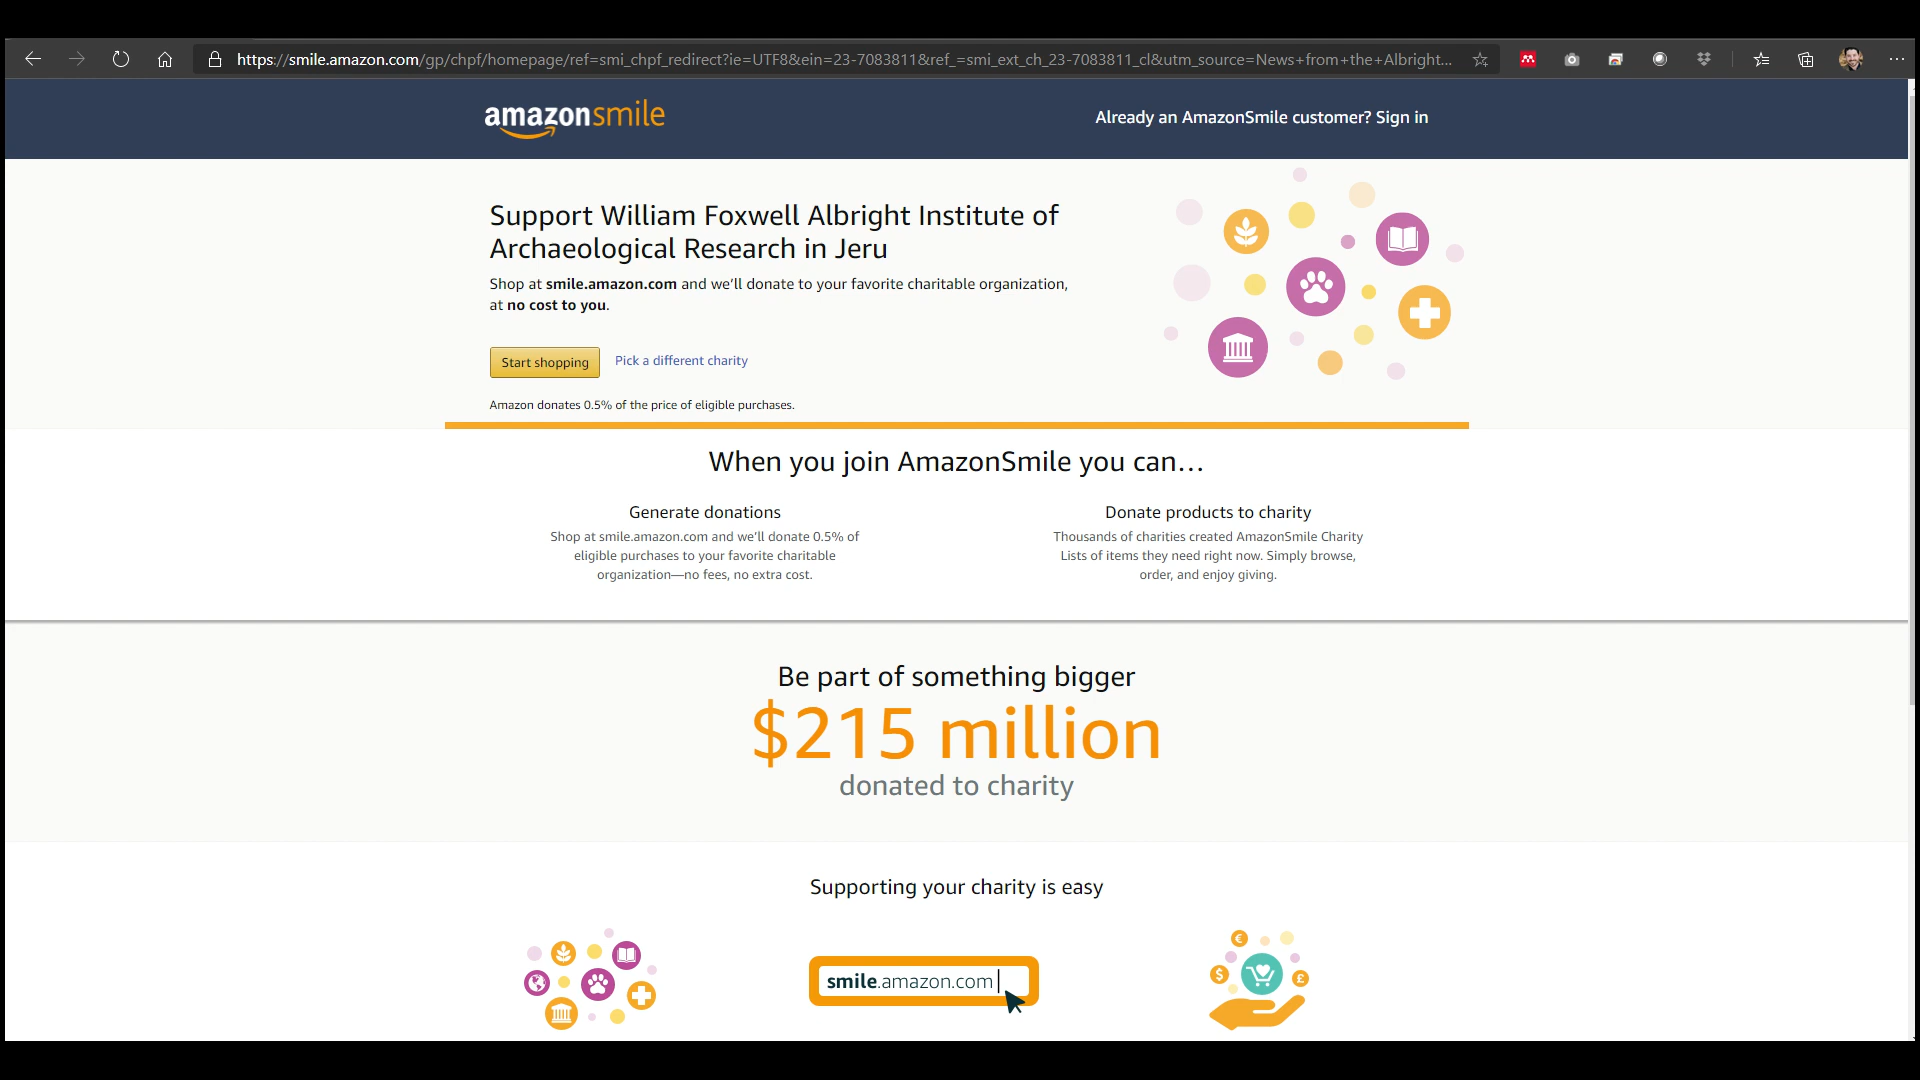 https://smile.amazon.com/gp/chpf/homepage/ref=smi_chpf_redirect?ie=UTF8&ein=23-7083811&ref_=smi_ext_ch_23-7083811_cl&utm_source=News+from+the+Albright...
amazonsmile
Already an AmazonSmile customer? Sign in
Support William Foxwell Albright Institute of
Archaeological Research in Jeru
Shop at smile.amazon.com and we'll donate to your favorite charitable organization,
at no cost to you.
Start shopping
Pick a different charity
Amazon donates 0.5% of the price of eligible purchases.
When you join AmazonSmile you can...
Generate donations
Shop at smile.amazon.com and we'll donate 0.5% of
eligible purchases to your favorite charitable
organization—no fees, no extra cost.
Donate products to charity
Thousands of charities created AmazonSmile Charity
Lists of items they need right now. Simply browse,
order, and enjoy giving.
Be part of something bigger
$215 million
donated to charity
Supporting your charity is easy
smile.amazon.com
€
$
£